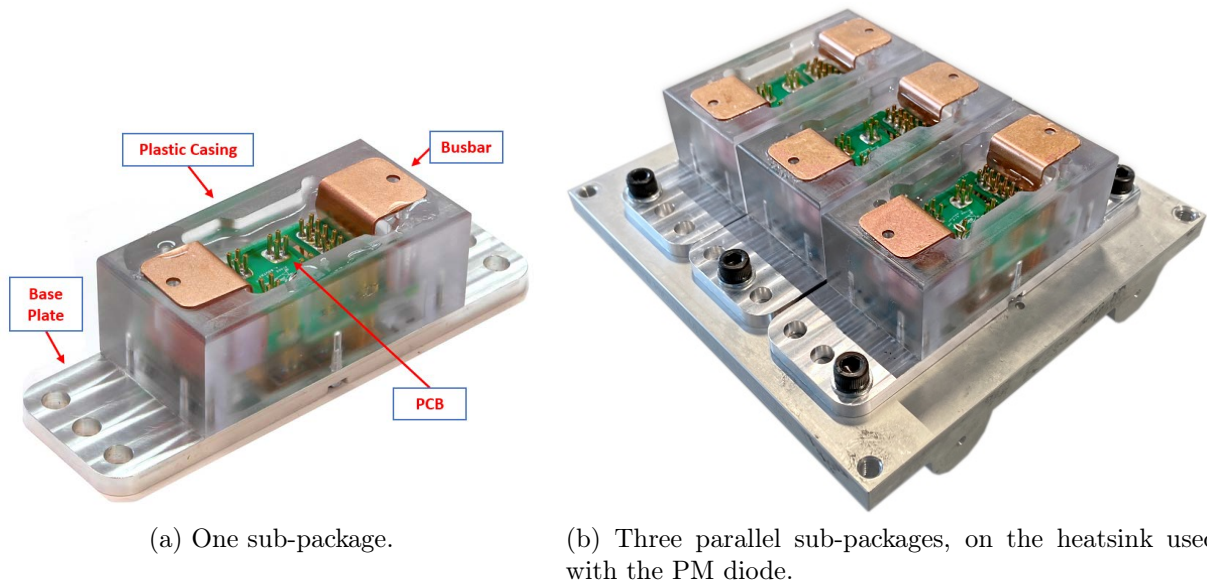 Plastic Casing
Busbar
Base
Plate
PCB
(a) One sub-package.
(b) Three parallel sub-packages, on the heatsink used
with the PM diode.